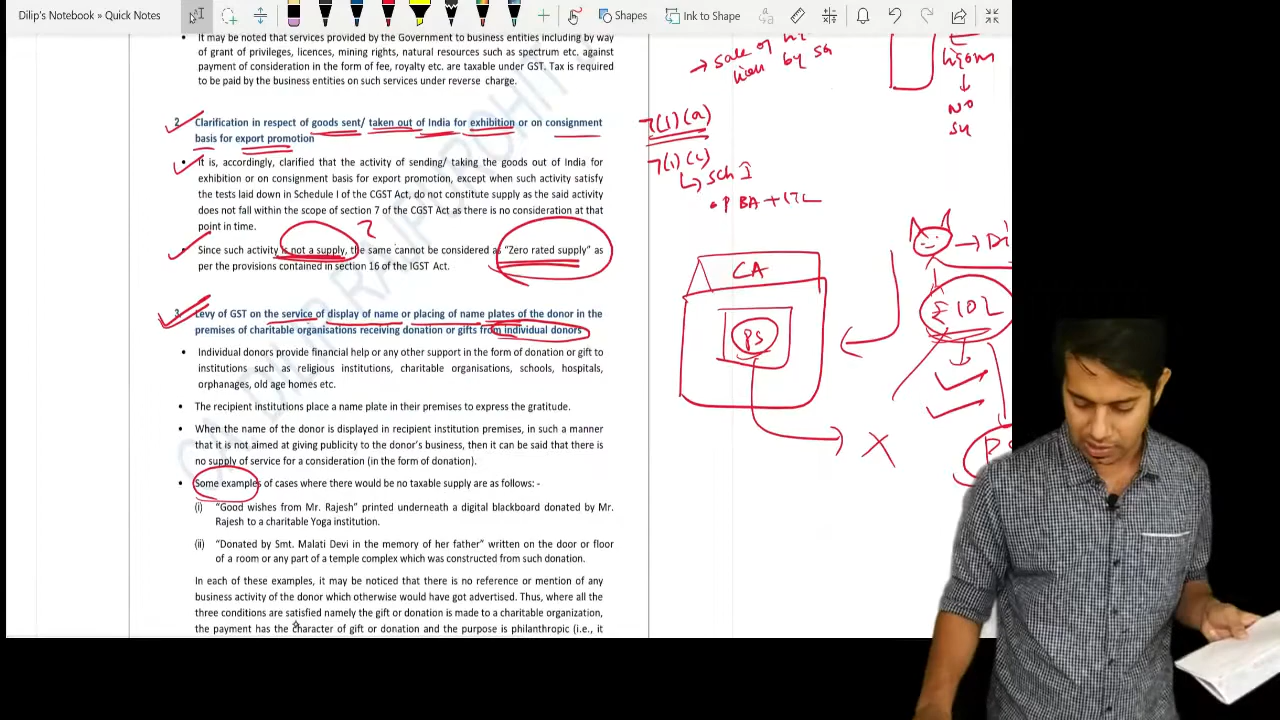 Dilip's Notebook » Quick Notes
Shapes
Ink to Shape
It may be noted that services provided by the Government to business entities including by way
of grant of privileges, licences, mining rights, natural resources such as spectrum etc. against
payment of consideration in the form of fee, royalty etc. are taxable under GST. Tax is required
to be paid by the business entities on such services under reverse charge.
2. Clarification in respect of goods sent/ taken out of India for exhibition or on consignment
basis for export promotion
• It is, accordingly, clarified that the activity of sending/ taking the goods out of India for
exhibition or on consignment basis for export promotion, except when such activity satisfy
the tests laid down in Schedule I of the CGST Act, do not constitute supply as the said activity
does not fall within the scope of section 7 of the CGST Act as there is no consideration at that
point in time.
• Since such activity is not a supply, the same cannot be considered as "Zero rated supply" as
per the provisions contained in section 16 of the IGST Act.
3. Levy of GST on the service of display of name or placing of name plates of the donor in the
premises of charitable organisations receiving donation or gifts from individual donors
• Individual donors provide financial help or any other support in the form of donation or gift to
institutions such as religious institutions, charitable organisations, schools, hospitals,
orphanages, old age homes etc.
• The recipient institutions place a name plate in their premises to express the gratitude.
• When the name of the donor is displayed in recipient institution premises, in such a manner
that it is not aimed at giving publicity to the donor's business, then it can be said that there is
no supply of service for a consideration (in the form of donation).
• Some examples of cases where there would be no taxable supply are as follows: -
(i) "Good wishes from Mr. Rajesh" printed underneath a digital blackboard donated by Mr.
Rajesh to a charitable Yoga institution.
(ii) "Donated by Smt. Malati Devi in the memory of her father" written on the door or floor
of a room or any part of a temple complex which was constructed from such donation.
In each of these examples, it may be noticed that there is no reference or mention of any
business activity of the donor which otherwise would have got advertised. Thus, where all the
three conditions are satisfied namely the gift or donation is made to a charitable organization,
the payment has the character of gift or donation and the purpose is philanthropic (i.e., it
→ sale of
by SG
7(1)(a)
7(1)(c)
↳ Sch I
CA
PS
X
→ Di
₹10L
NO